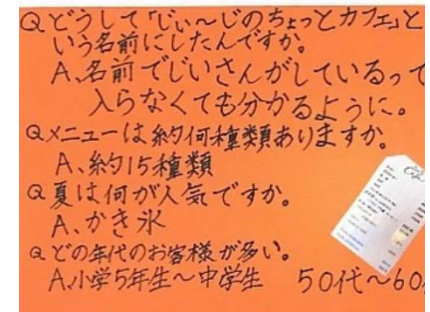 Qどうして「じぃ～じのちょっとカフェ」と
いう名前にしたんですか。
A、名前でじいさんがしているって
入らなくても分かるように。
Qメニューは約何種類ありますか。
A、約15種類
Q夏は何が人気ですか。
A、かき氷
Qどの年代のお客様が多い。
A、小学5年生～中学生 50代～60